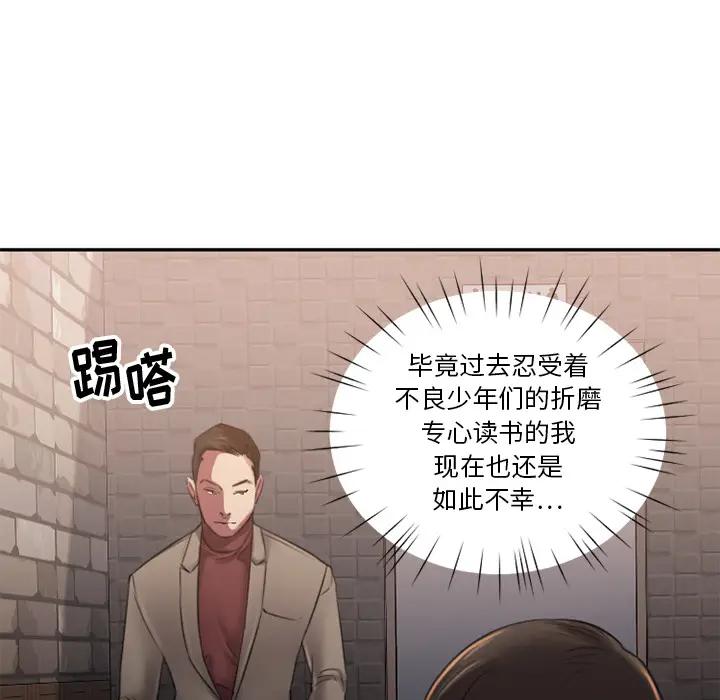 踢嗒
毕竟过去忍受着
不良少年们的折磨
专心读书的我
现在也还是
如此不幸...